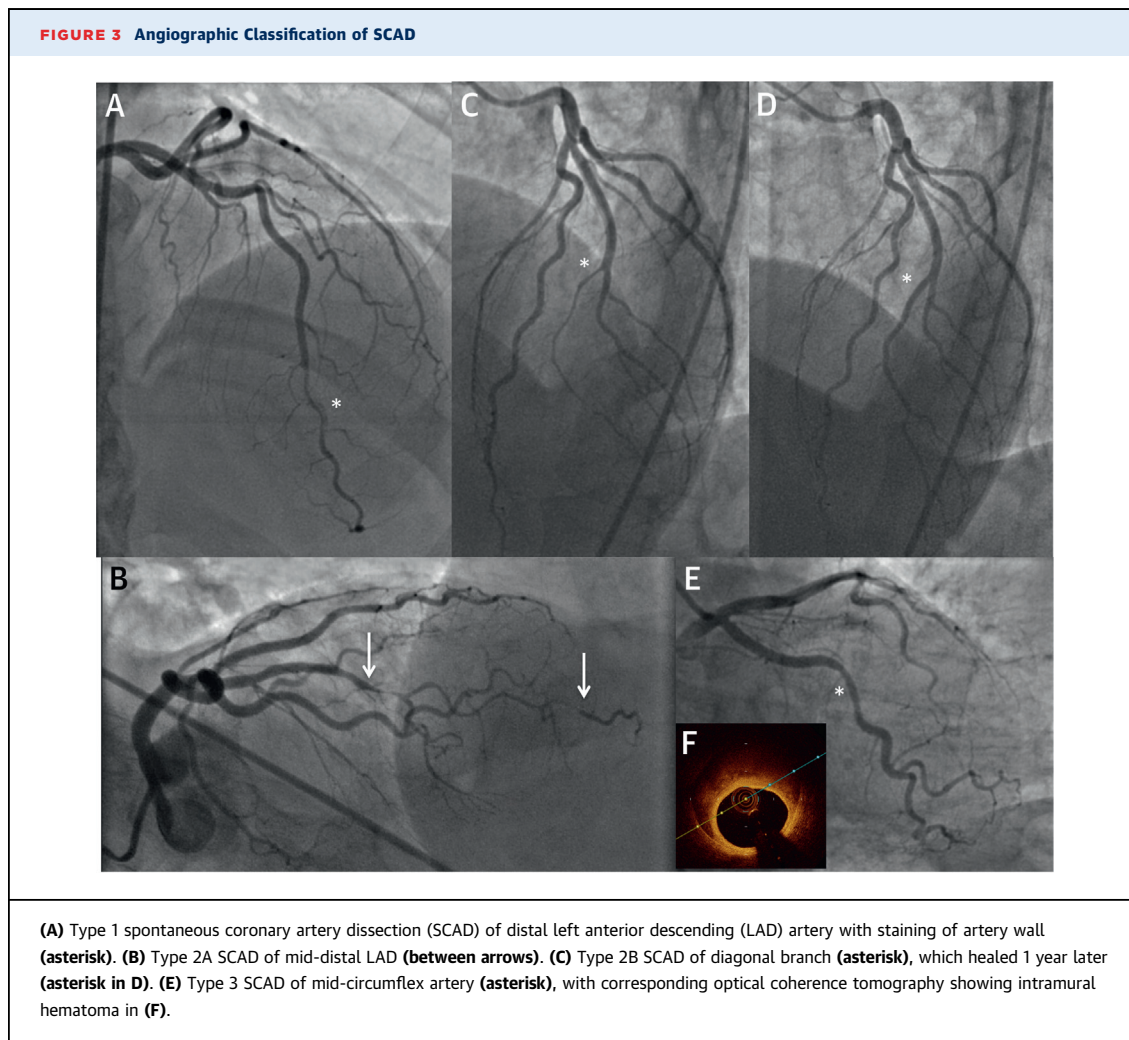 FIGURE 3 Angiographic Classification of SCAD
A
C
D
*
*
*
B
E
*
F
(A) Type 1 spontaneous coronary artery dissection (SCAD) of distal left anterior descending (LAD) artery with staining of artery wall
(asterisk). (B) Type 2A SCAD of mid-distal LAD (between arrows). (C) Type 2B SCAD of diagonal branch (asterisk), which healed 1 year later
(asterisk in D). (E) Type 3 SCAD of mid-circumflex artery (asterisk), with corresponding optical coherence tomography showing intramural
hematoma in (F).